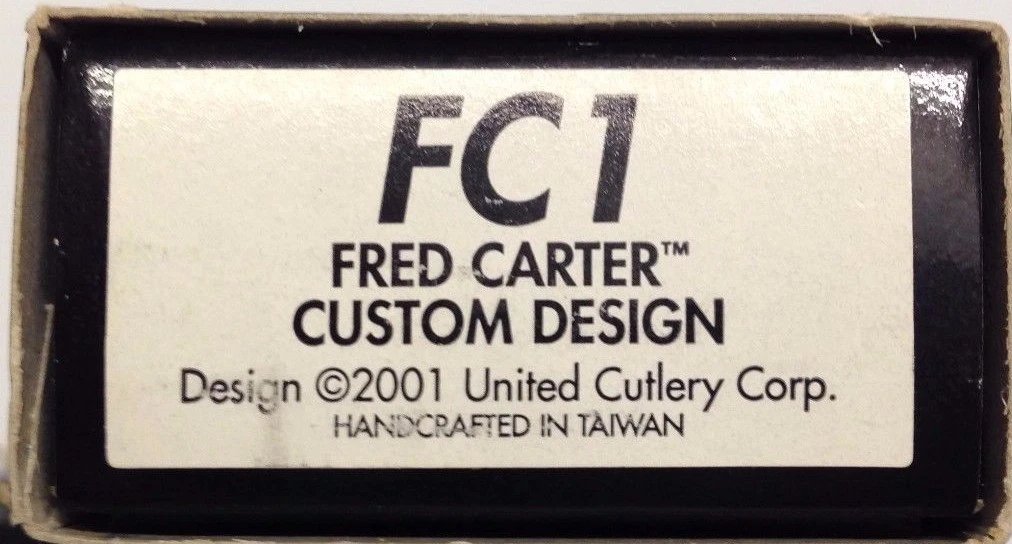 FC1
FRED CARTER™
CUSTOM DESIGN
Design ©2001 United Cutlery Corp.
HANDCRAFTED IN TAIWAN